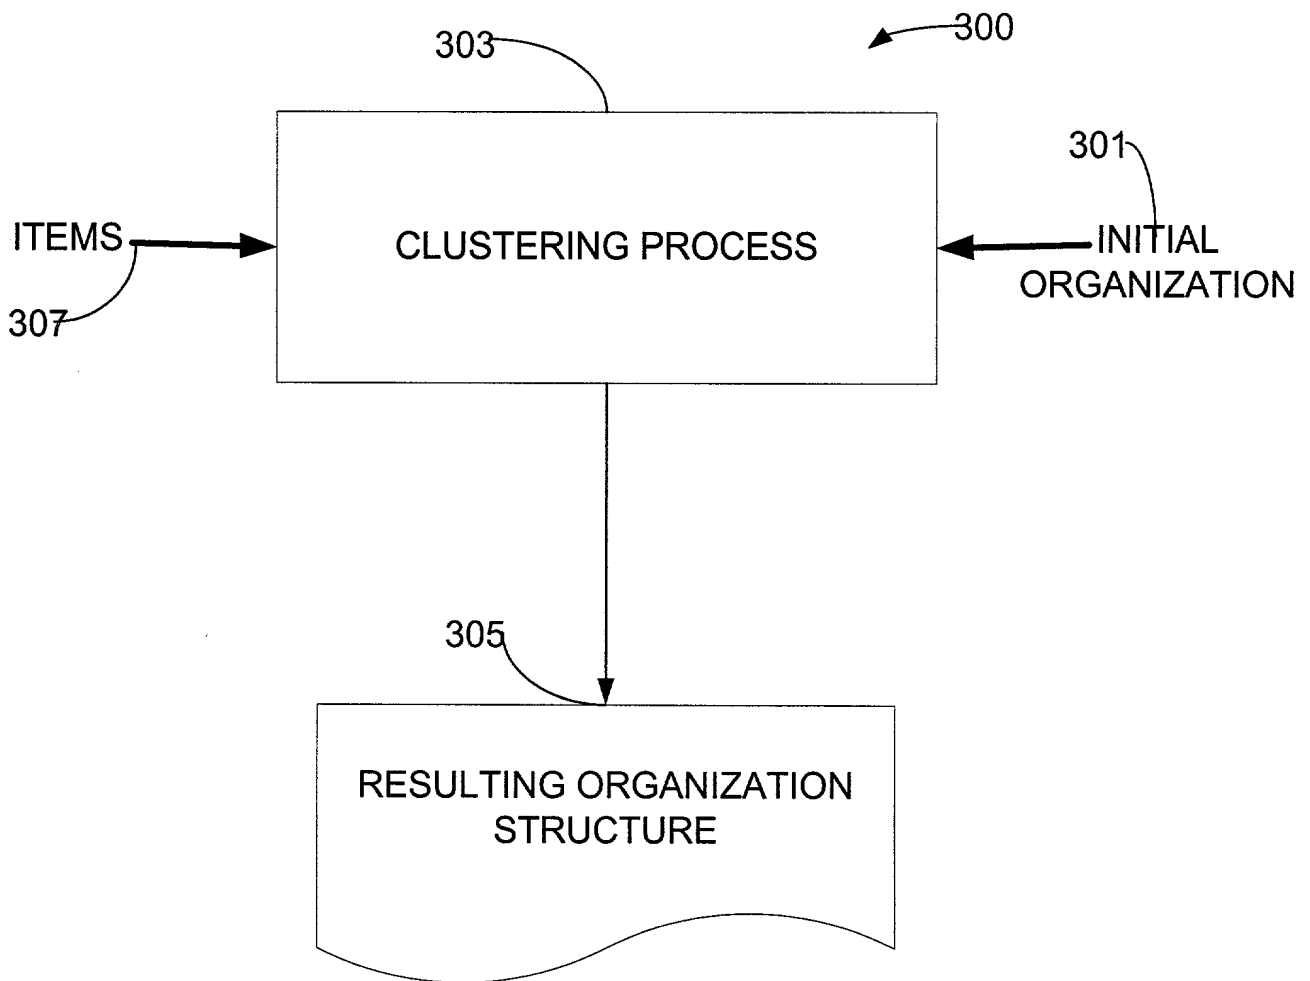 300
303
301
ITEMS
CLUSTERING PROCESS
INITIAL
ORGANIZATION
307
305
RESULTING ORGANIZATION
STRUCTURE